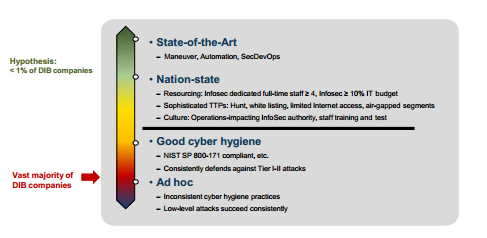 Hypothesis:
< 1% of DIB companies
• State-of-the-Art
– Maneuver, Automation, SecDevOps
• Nation-state
– Resourcing: Infosec dedicated full-time staff ≥ 4, Infosec ≥ 10% IT budget
– Sophisticated TTPs: Hunt, white listing, limited Internet access, air-gapped segments
– Culture: Operations-impacting InfoSec authority, staff training and test
• Good cyber hygiene
– NIST SP 800-171 compliant, etc.
– Consistently defends against Tier I-II attacks
Vast majority of
DIB companies
• Ad hoc
– Inconsistent cyber hygiene practices
– Low-level attacks succeed consistently